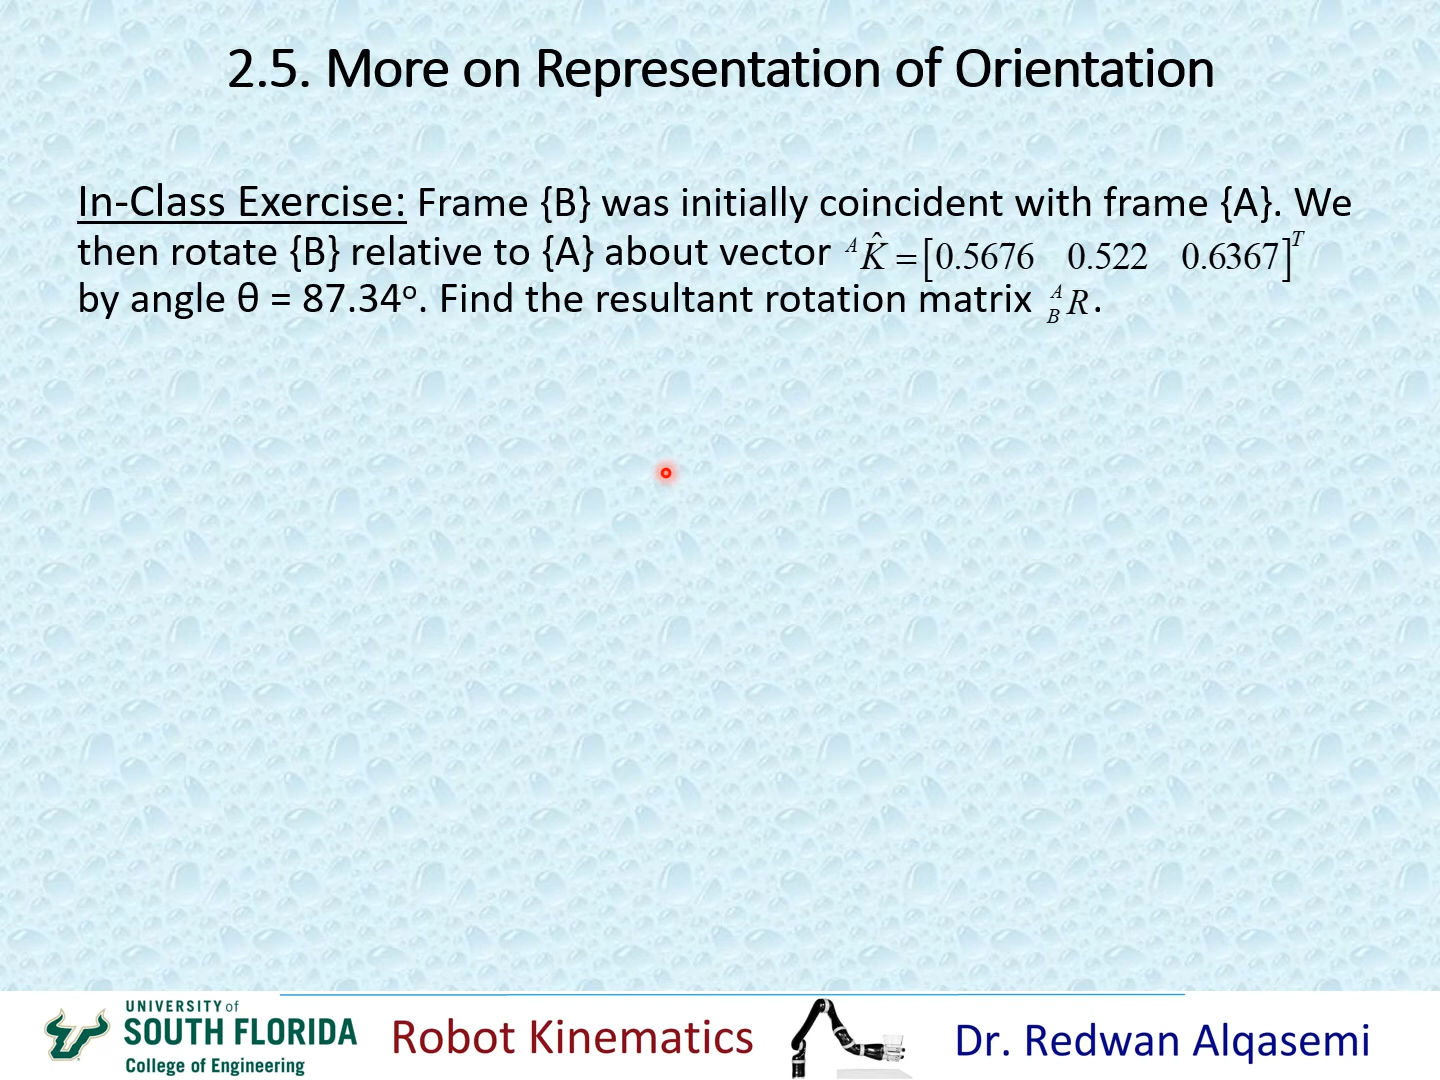 2.5. More on Representation of Orientation
In-Class Exercise: Frame {B} was initially coincident with frame {A}. We
then rotate {B} relative to {A} about vector ᴬK̂ = [0.5676 0.522 0.6367]ᵀ
by angle θ = 87.34º. Find the resultant rotation matrix ᴬ_B R.
UNIVERSITY of
SOUTH FLORIDA
College of Engineering
Robot Kinematics
Dr. Redwan Alqasemi